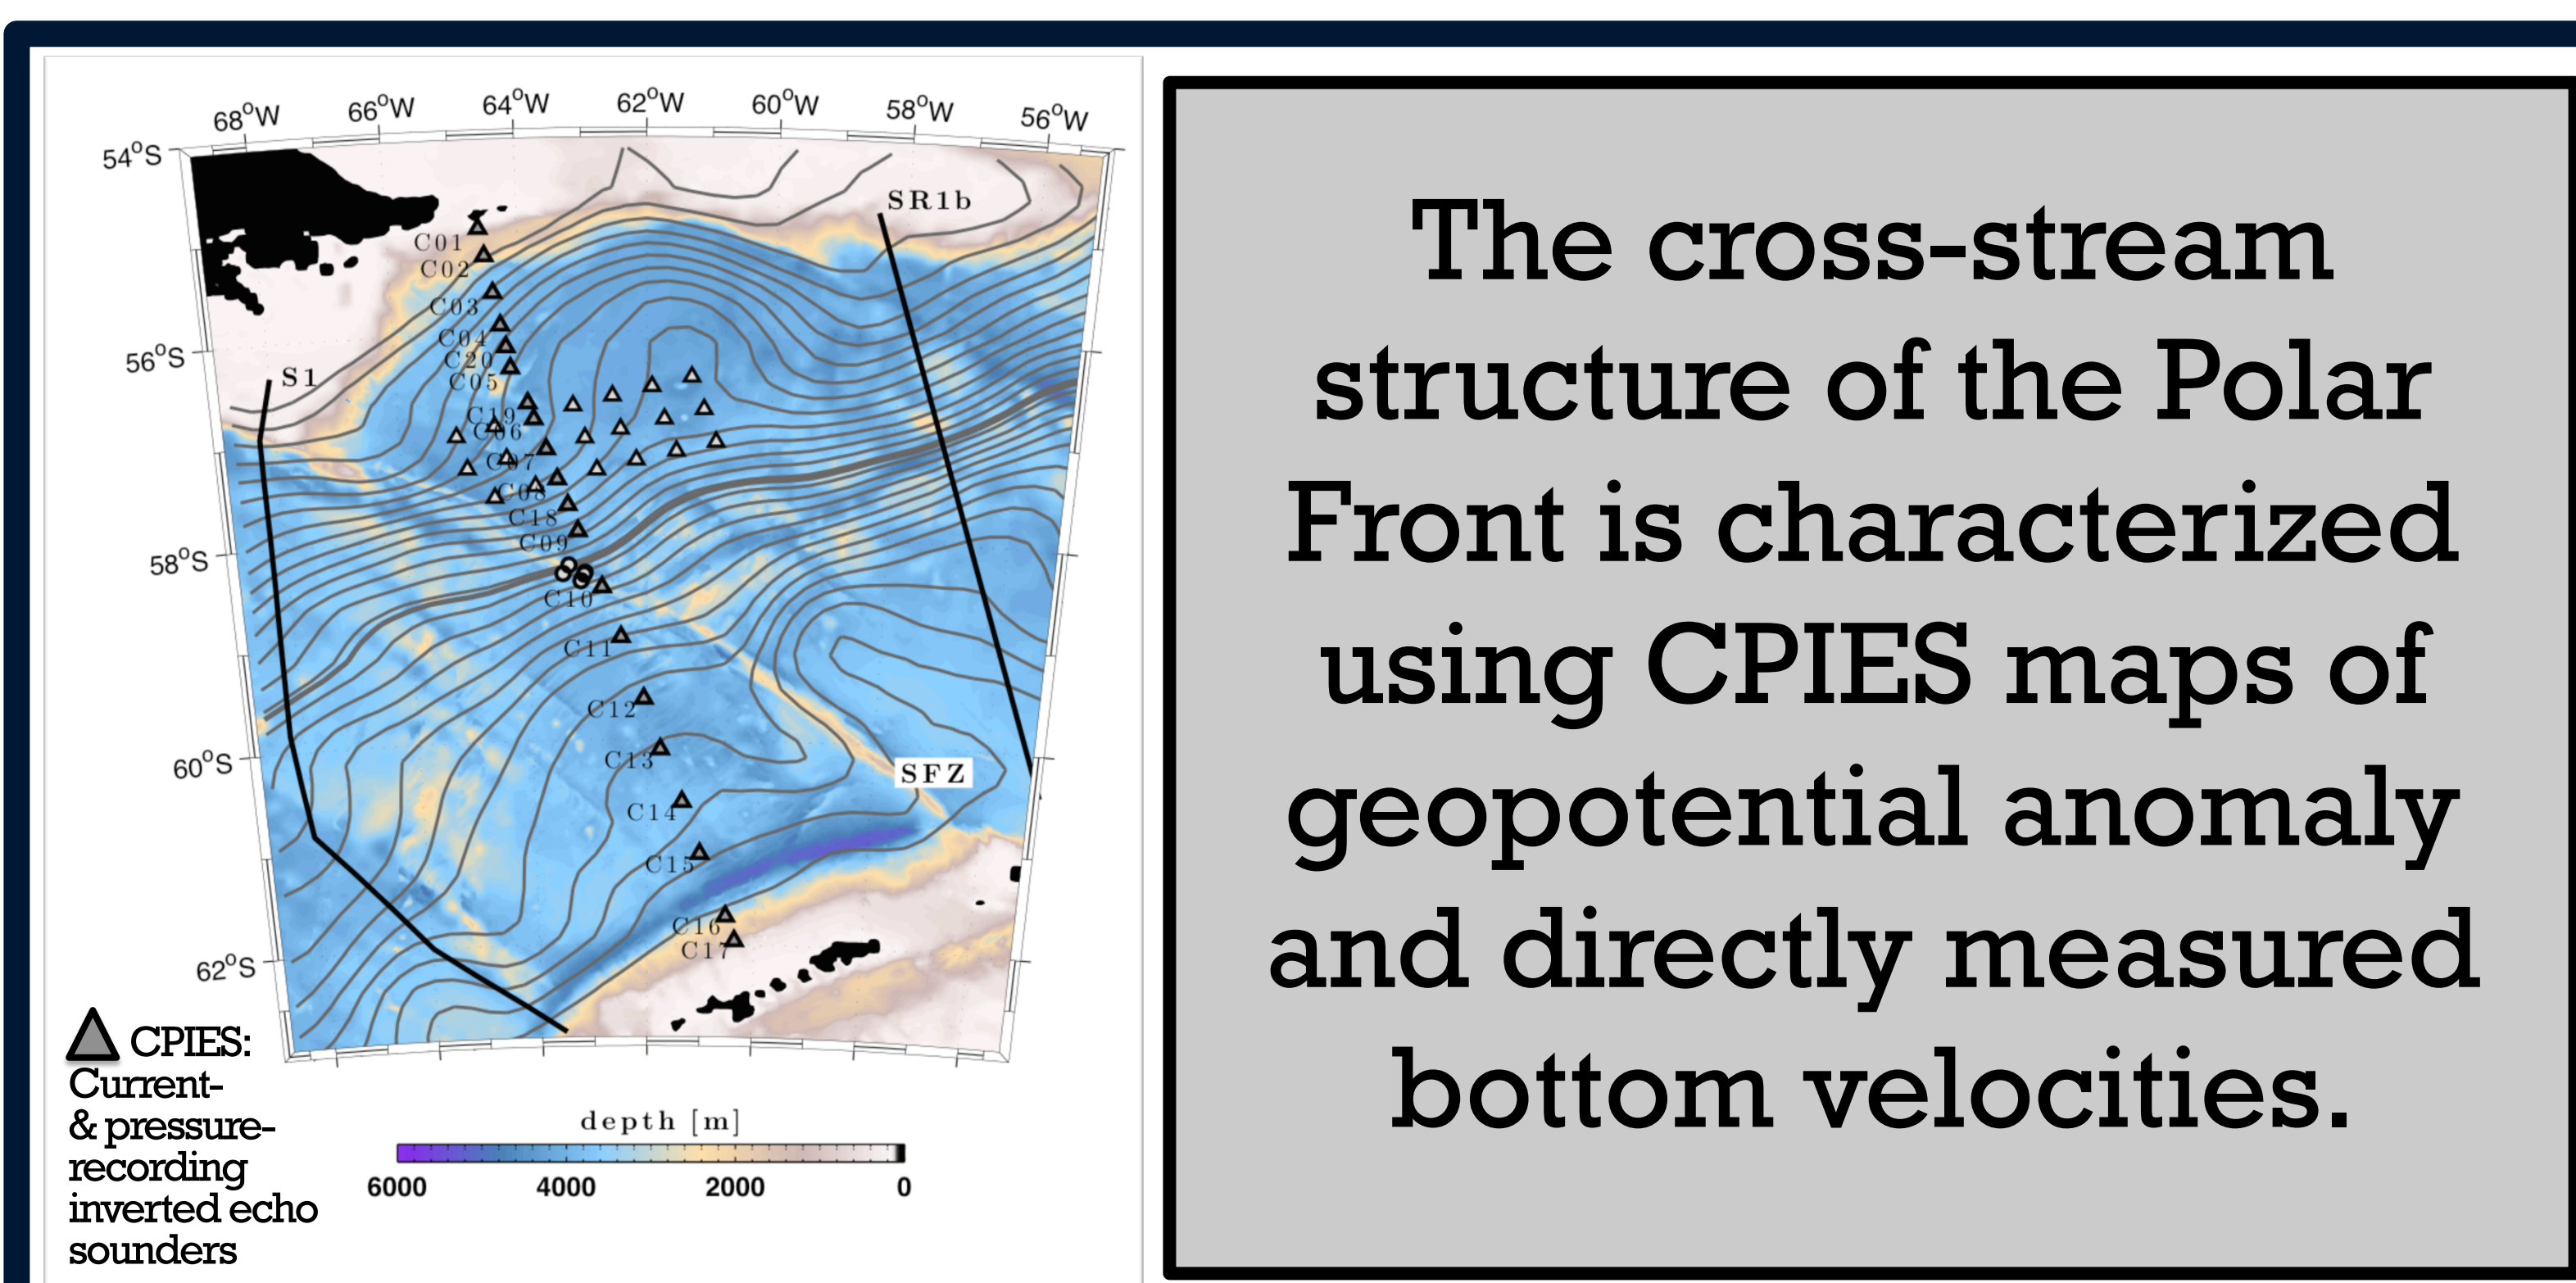 68°W 66°W 64°W 62°W 60°W 58°W 56°W
54°S
56°S
58°S
60°S
62°S
SR1b
S1
C01
C02
C03
C04
C20
C05
C19
C06
C07
C08
C18
C09
C10
C11
C12
C13
SFZ
C14
C15
C16
C17
CPIES:
Current-
& pressure-
recording
inverted echo
sounders
depth [m]
6000 4000 2000 0
The cross-stream
structure of the Polar
Front is characterized
using CPIES maps of
geopotential anomaly
and directly measured
bottom velocities.